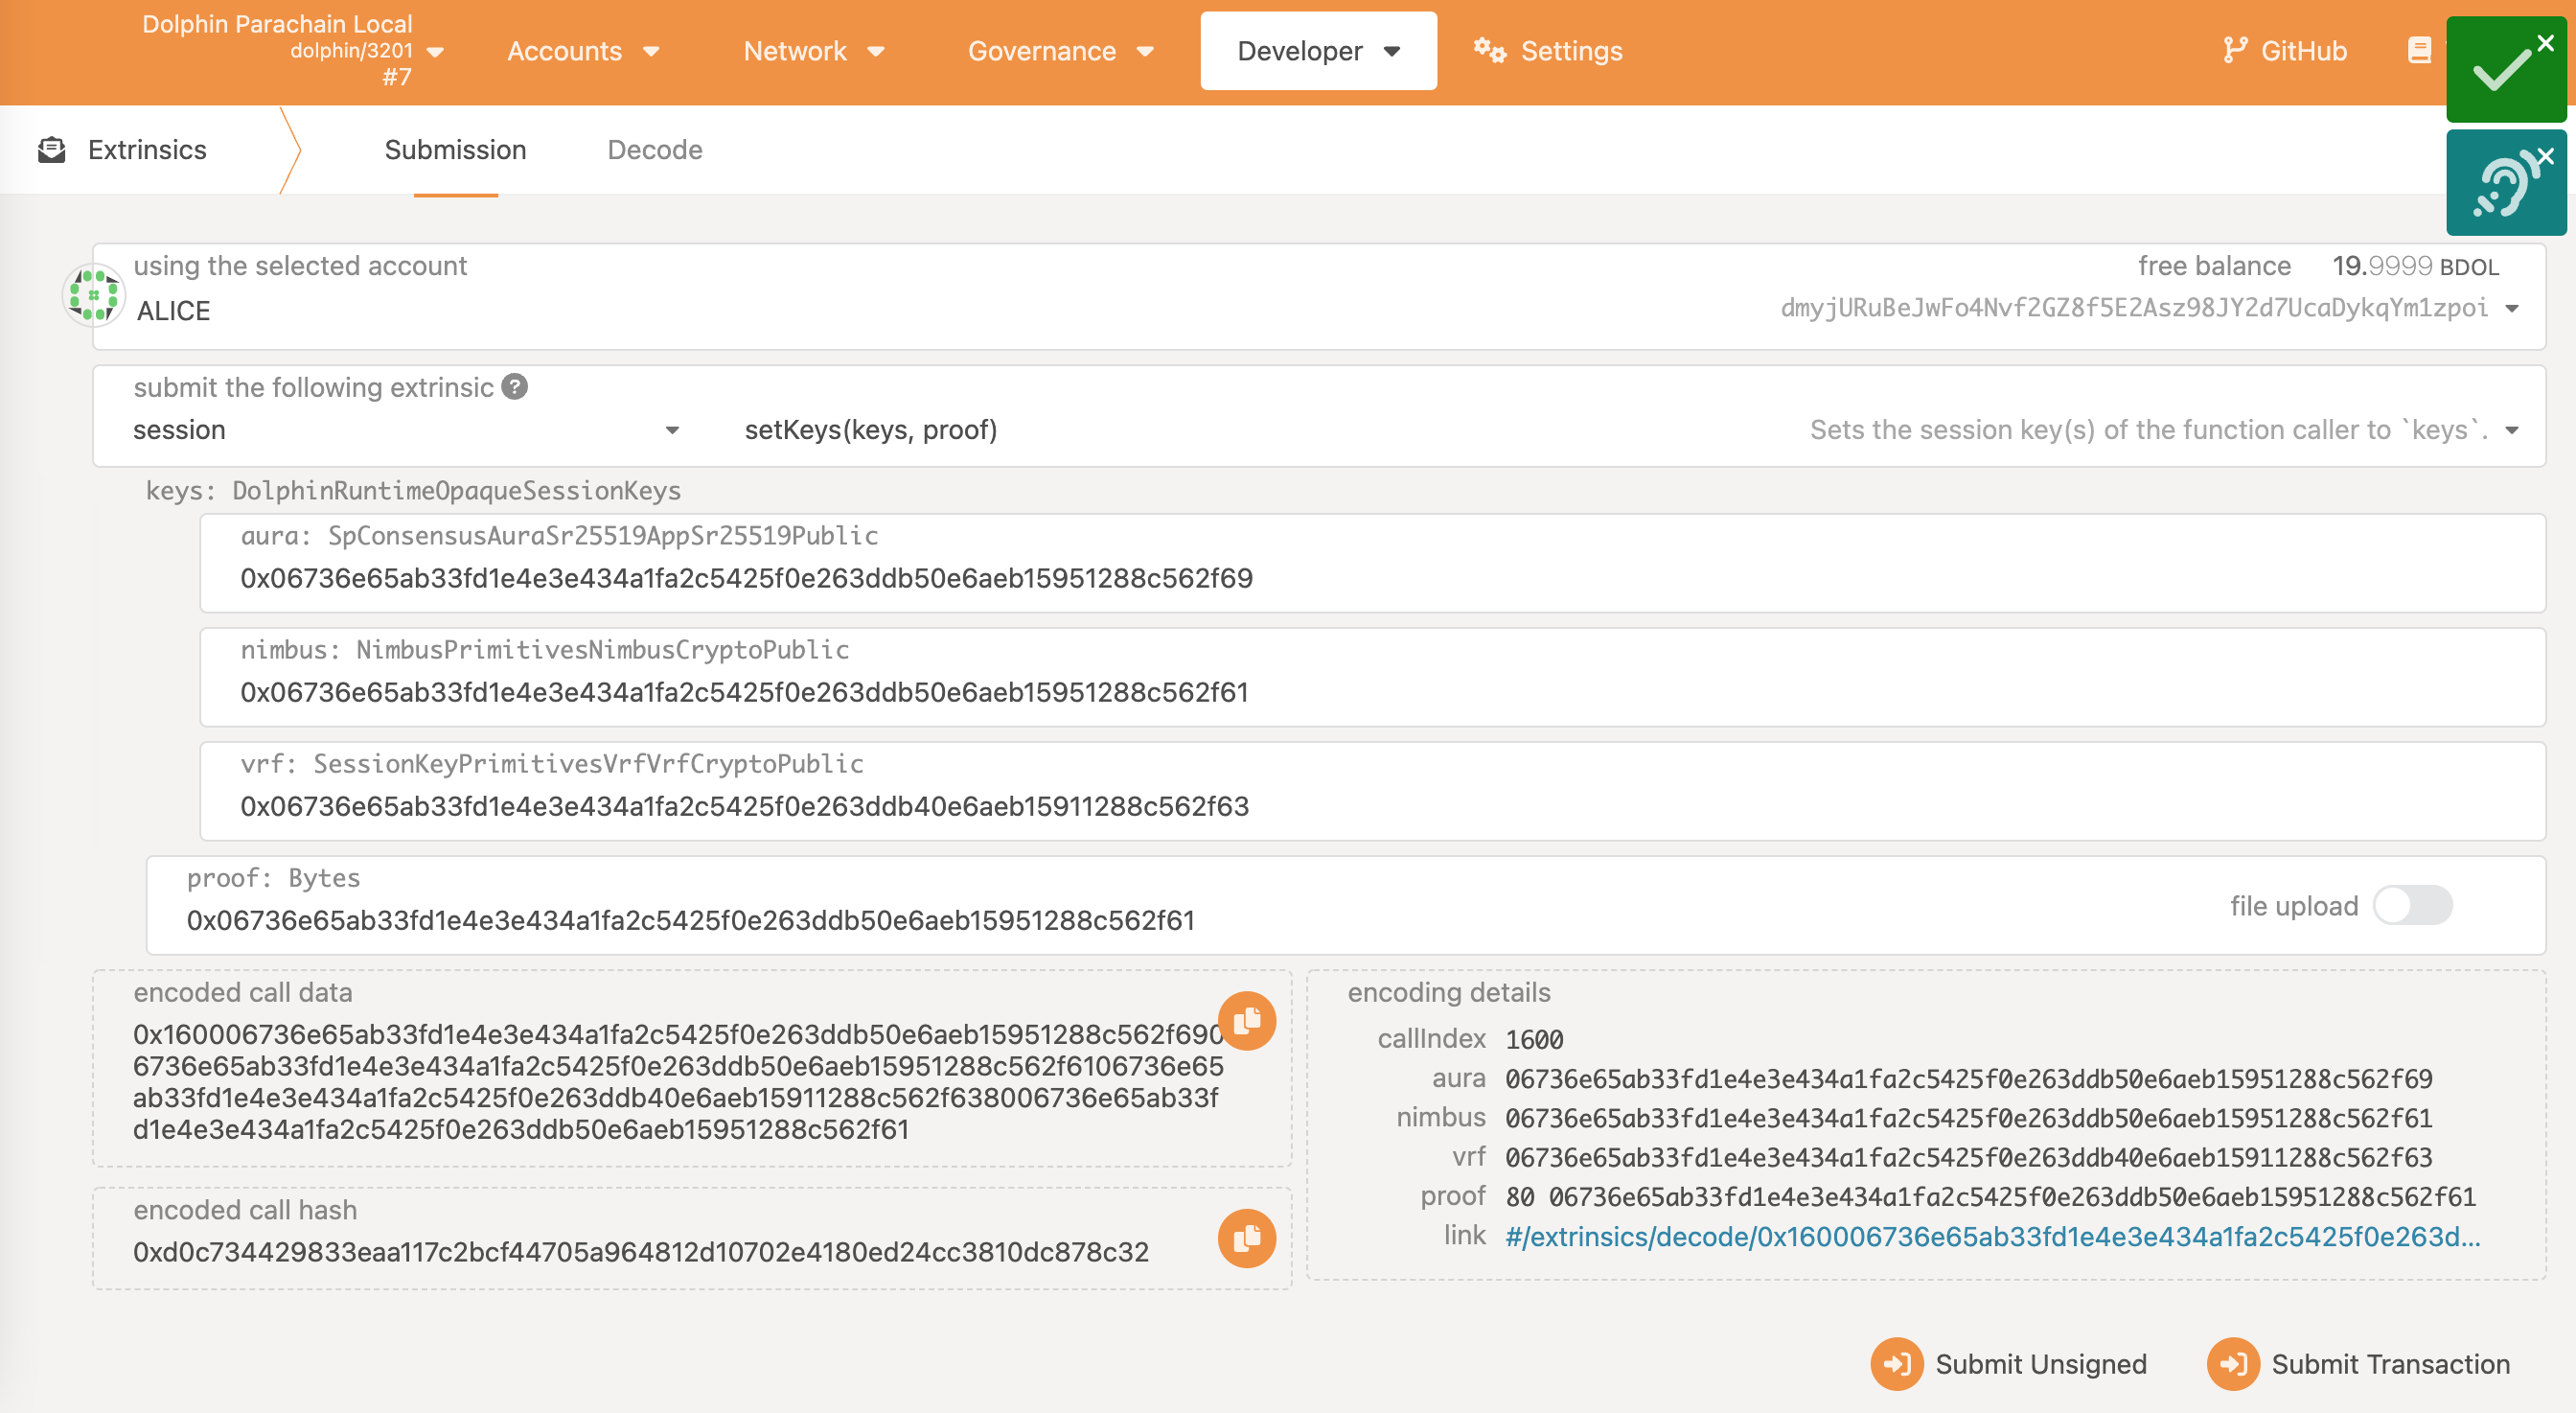 Dolphin Parachain Local
dolphin/3201
#7
Accounts
Network
Governance
Developer
Settings
GitHub
Extrinsics
Submission
Decode
using the selected account
ALICE
free balance 19.9999 BDOL
dmyjURuBeJwFo4Nvf2GZ8f5E2Asz98JY2d7UcaDykqYm1zpoi
submit the following extrinsic ?
session
setKeys(keys, proof)
Sets the session key(s) of the function caller to `keys`.
keys: DolphinRuntimeOpaqueSessionKeys
aura: SpConsensusAuraSr25519AppSr25519Public
0x06736e65ab33fd1e4e3e434a1fa2c5425f0e263ddb50e6aeb15951288c562f69
nimbus: NimbusPrimitivesNimbusCryptoPublic
0x06736e65ab33fd1e4e3e434a1fa2c5425f0e263ddb50e6aeb15951288c562f61
vrf: SessionKeyPrimitivesVrfVrfCryptoPublic
0x06736e65ab33fd1e4e3e434a1fa2c5425f0e263ddb40e6aeb15911288c562f63
proof: Bytes
0x06736e65ab33fd1e4e3e434a1fa2c5425f0e263ddb50e6aeb15951288c562f61
file upload
encoded call data
0x160006736e65ab33fd1e4e3e434a1fa2c5425f0e263ddb50e6aeb15951288c562f690
6736e65ab33fd1e4e3e434a1fa2c5425f0e263ddb50e6aeb15951288c562f6106736e65
ab33fd1e4e3e434a1fa2c5425f0e263ddb40e6aeb15911288c562f638006736e65ab33f
d1e4e3e434a1fa2c5425f0e263ddb50e6aeb15951288c562f61
encoded call hash
0xd0c734429833eaa117c2bcf44705a964812d10702e4180ed24cc3810dc878c32
encoding details
callIndex 1600
aura 06736e65ab33fd1e4e3e434a1fa2c5425f0e263ddb50e6aeb15951288c562f69
nimbus 06736e65ab33fd1e4e3e434a1fa2c5425f0e263ddb50e6aeb15951288c562f61
vrf 06736e65ab33fd1e4e3e434a1fa2c5425f0e263ddb40e6aeb15911288c562f63
proof 80 06736e65ab33fd1e4e3e434a1fa2c5425f0e263ddb50e6aeb15951288c562f61
link #/extrinsics/decode/0x160006736e65ab33fd1e4e3e434a1fa2c5425f0e263d...
Submit Unsigned
Submit Transaction